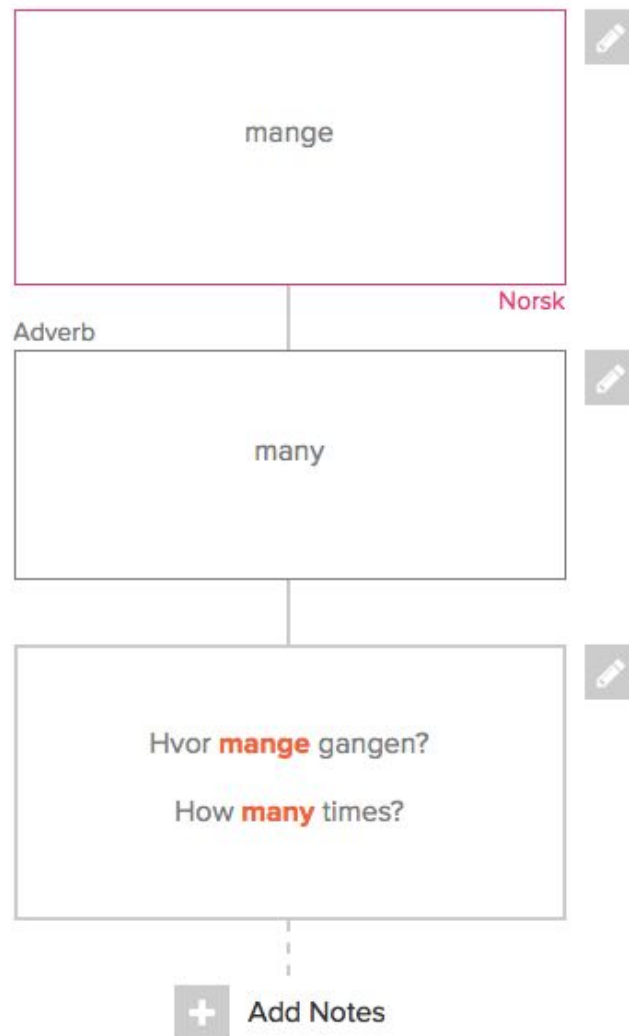 mange
Norsk
Adverb
many
Hvor mange gangen?
How many times?
Add Notes